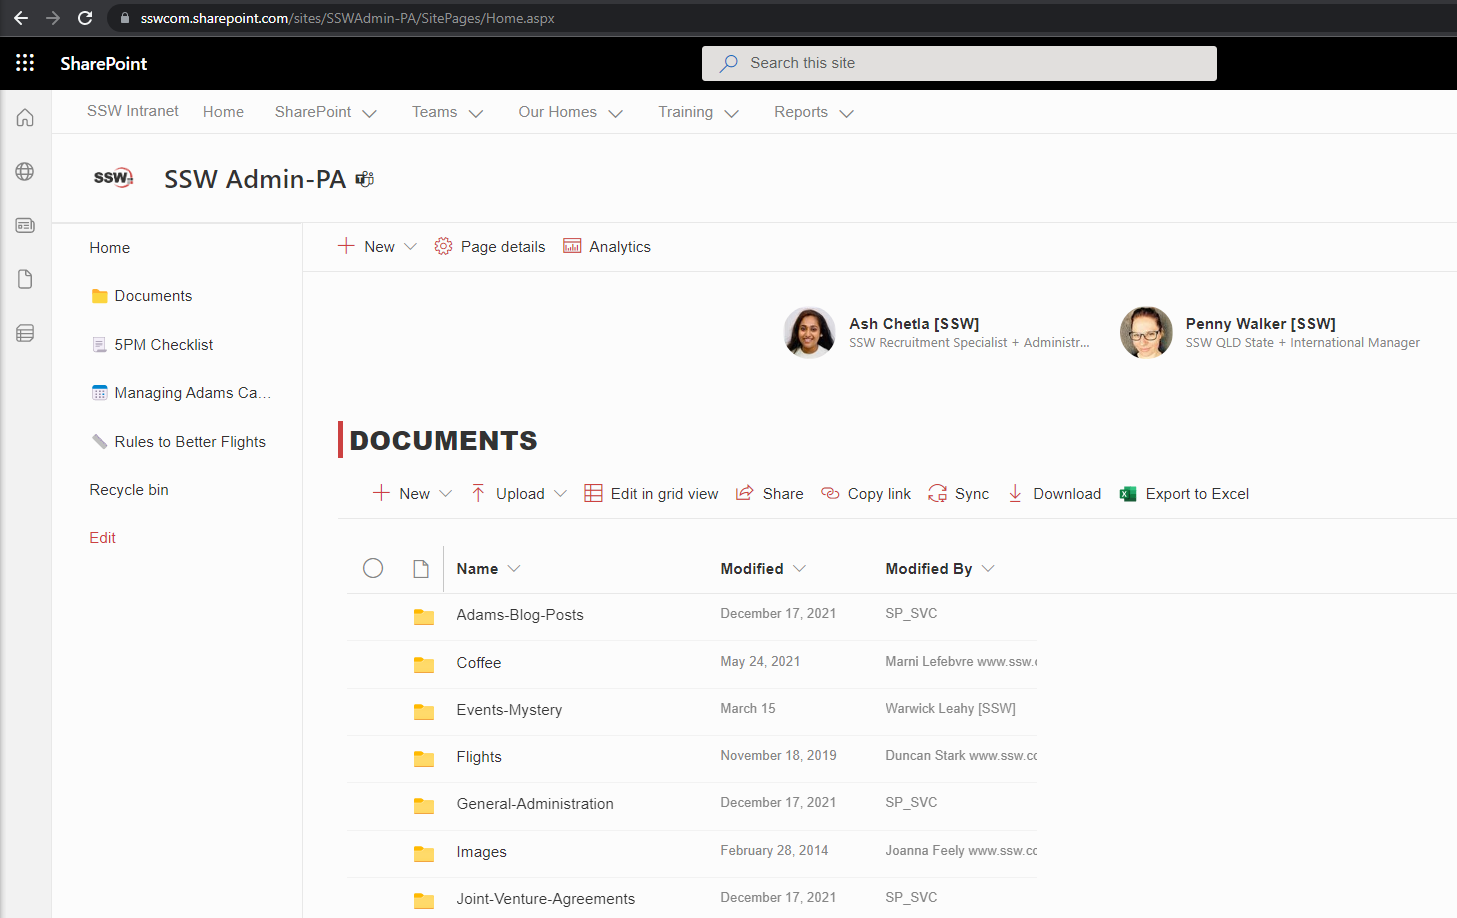 sswcom.sharepoint.com/sites/SSWAdmin-PA/SitePages/Home.aspx
SharePoint
Search this site
SSW Intranet Home SharePoint Teams Our Homes Training Reports
SSW SSW Admin-PA
Home
Documents
5PM Checklist
Managing Adams Ca...
Rules to Better Flights
Recycle bin
Edit
New Page details Analytics
Ash Chetla [SSW]
SSW Recruitment Specialist + Administr...
Penny Walker [SSW]
SSW QLD State + International Manager
DOCUMENTS
New Upload Edit in grid view Share Copy link Sync Download Export to Excel
Name Modified Modified By
Adams-Blog-Posts December 17, 2021 SP_SVC
Coffee May 24, 2021 Marni Lefebvre www.ssw.c
Events-Mystery March 15 Warwick Leahy [SSW]
Flights November 18, 2019 Duncan Stark www.ssw.cc
General-Administration December 17, 2021 SP_SVC
Images February 28, 2014 Joanna Feely www.ssw.cc
Joint-Venture-Agreements December 17, 2021 SP_SVC